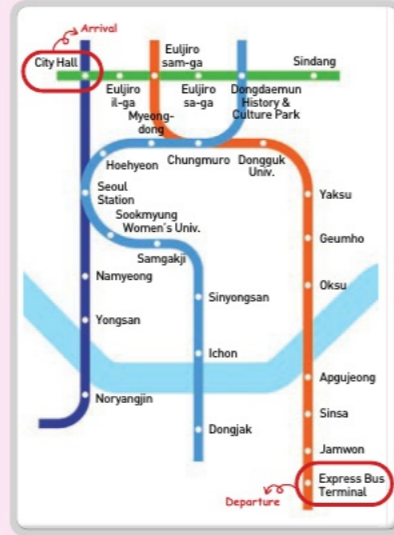 Arrival
City Hall
Euljiro
sam-ga
Sindang
Euljiro
il-ga
Euljiro
sa-ga
Dongdaemun
History &
Culture Park
Myeong-
dong
Hoehyeon
Chungmuro
Dongguk
Univ.
Seoul
Station
Yaksu
Sookmyung
Women's Univ.
Geumho
Samgakji
Namyeong
Oksu
Sinyongsan
Yongsan
Ichon
Apgujeong
Noryangjin
Sinsa
Dongjak
Jamwon
Express Bus
Terminal
Departure